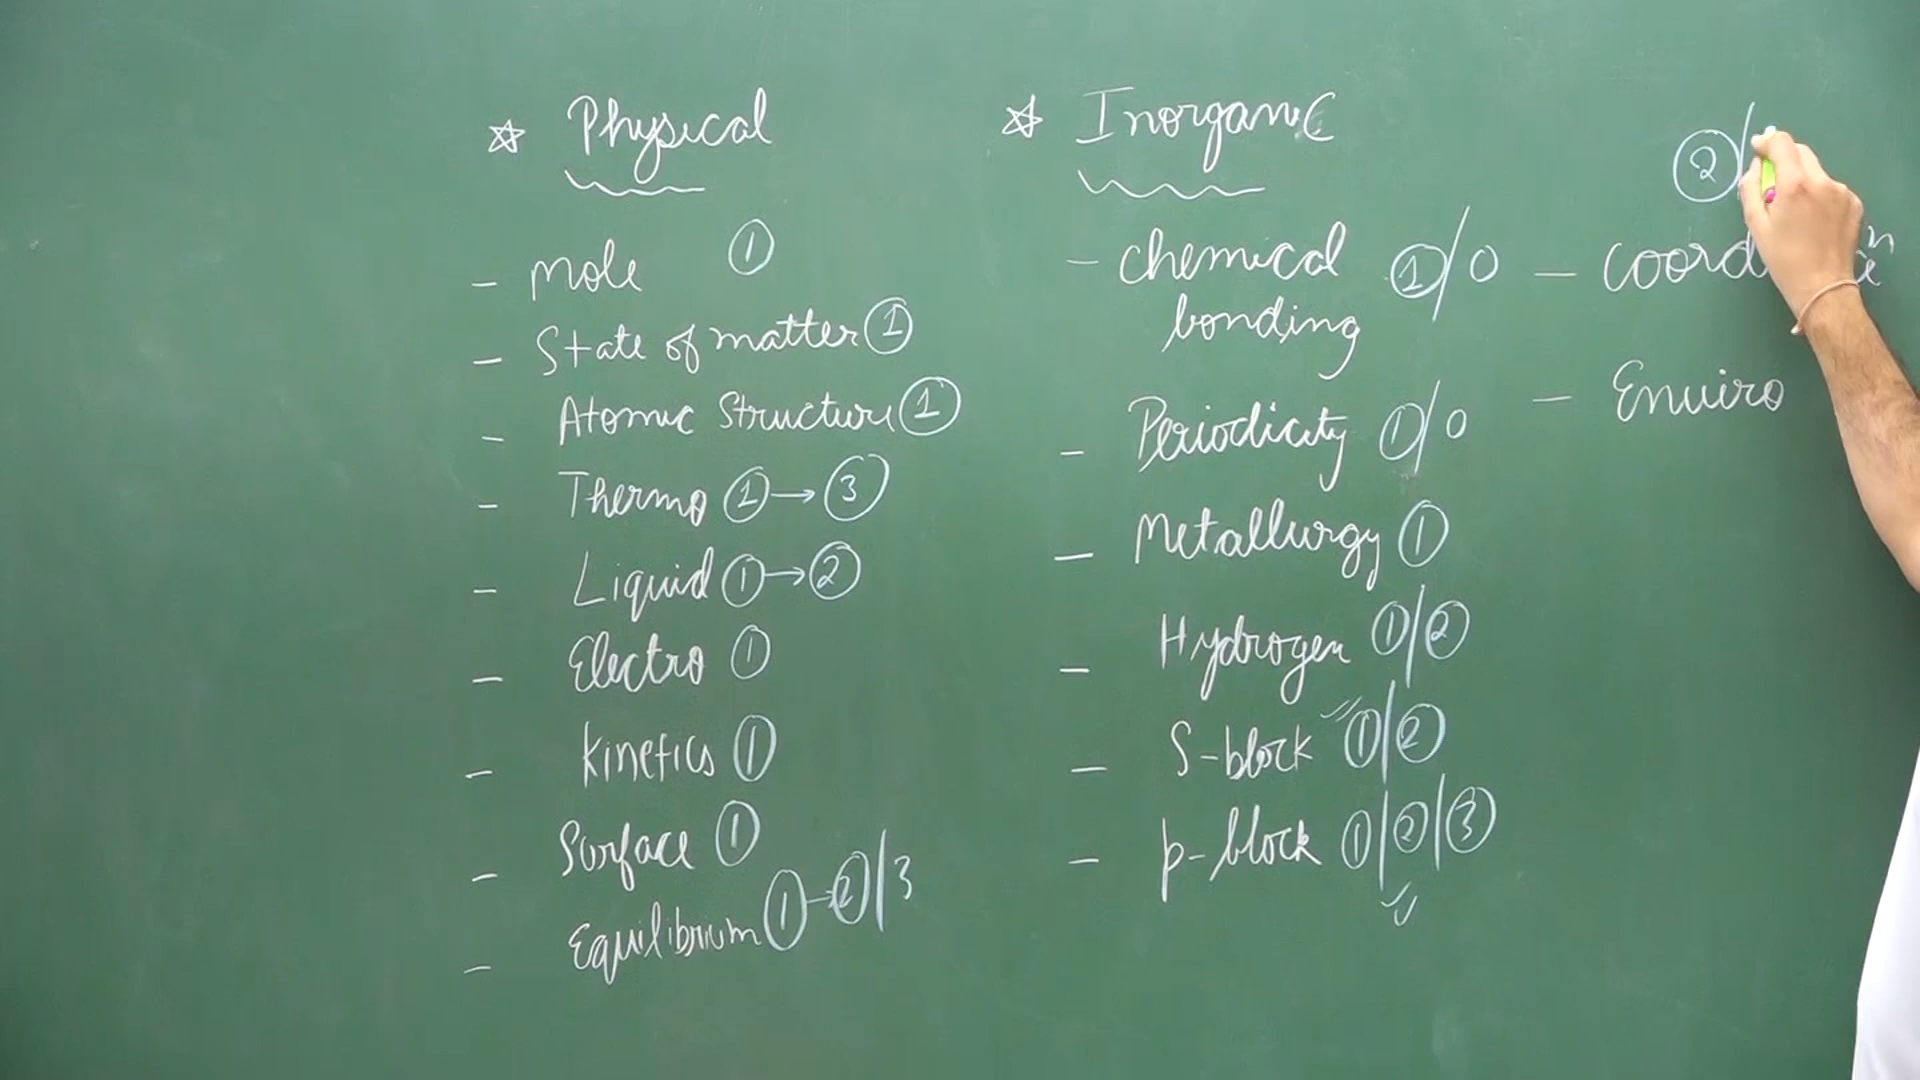 ☆ Physical
- Mole ①
- State of matter ①
- Atomic Structure ①
- Thermo ② → ③
- Liquid ① → ②
- Electro ①
- Kinetics ①
- Surface ①
- Equilibrium ① → ② / 3
☆ Inorganic
- Chemical ① / 0
bonding
- Periodicity ① / 0
- Metallurgy ①
- Hydrogen ① / ②
- S-block ① / ②
- p-block ① / ② / ③
② /
- Enviro